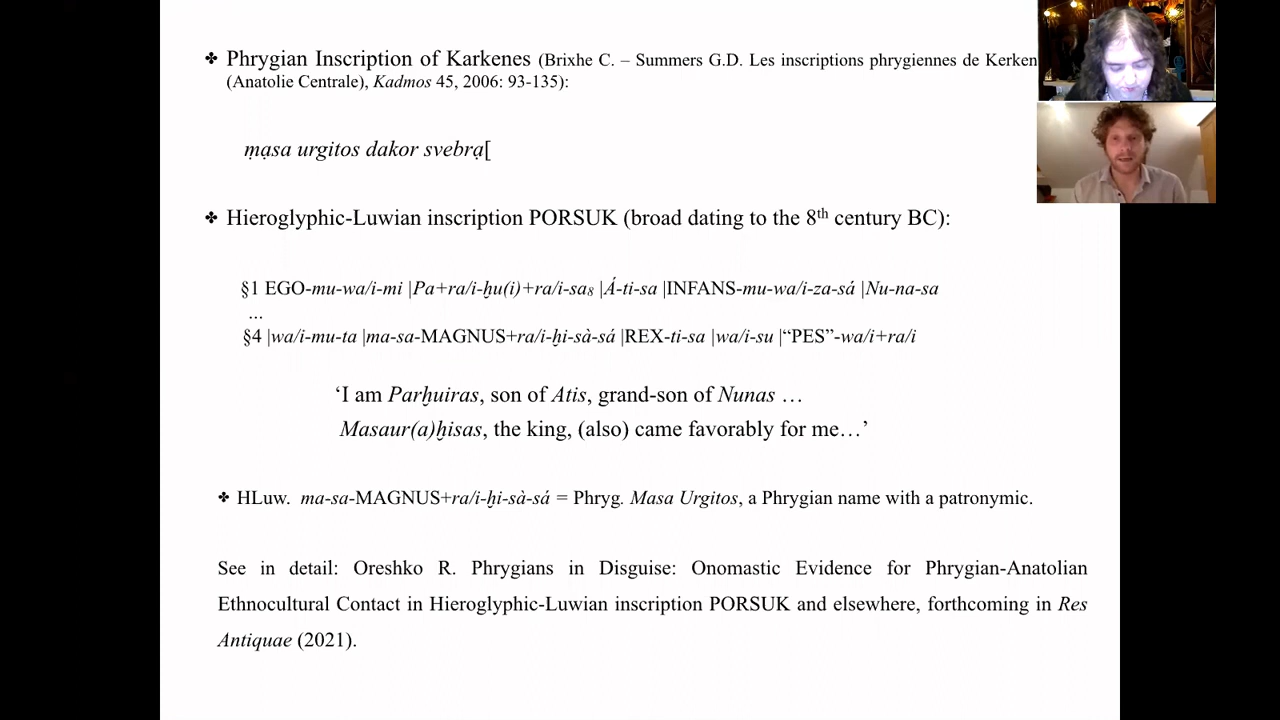 ❖ Phrygian Inscription of Karkenes (Brixhe C. – Summers G.D. Les inscriptions phrygiennes de Kerken
(Anatolie Centrale), Kadmos 45, 2006: 93-135):
ṃạsa urgitos dakor svebrạ[
❖ Hieroglyphic-Luwian inscription PORSUK (broad dating to the 8th century BC):
§1 EGO-mu-wa/i-mi |Pa+ra/i-ḫu(i)+ra/i-sa₈ |Á-ti-sa |INFANS-mu-wa/i-za-sá |Nu-na-sa
...
§4 |wa/i-mu-ta |ma-sa-MAGNUS+ra/i-ḫi-sà-sá |REX-ti-sa |wa/i-su |“PES”-wa/i+ra/i
‘I am Parḫuiras, son of Atis, grand-son of Nunas …
Masaur(a)ḫisas, the king, (also) came favorably for me…’
❖ HLuw. ma-sa-MAGNUS+ra/i-ḫi-sà-sá = Phryg. Masa Urgitos, a Phrygian name with a patronymic.
See in detail: Oreshko R. Phrygians in Disguise: Onomastic Evidence for Phrygian-Anatolian
Ethnocultural Contact in Hieroglyphic-Luwian inscription PORSUK and elsewhere, forthcoming in Res
Antiquae (2021).